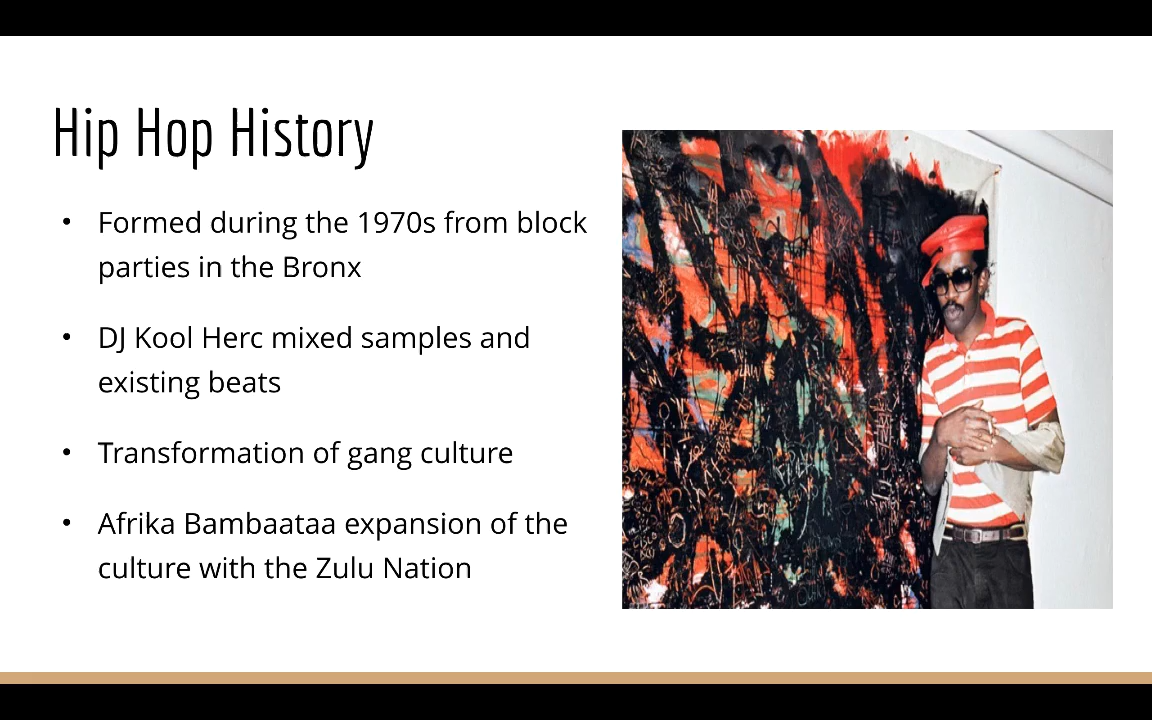 Hip Hop History
• Formed during the 1970s from block
parties in the Bronx
• DJ Kool Herc mixed samples and
existing beats
• Transformation of gang culture
• Afrika Bambaataa expansion of the
culture with the Zulu Nation